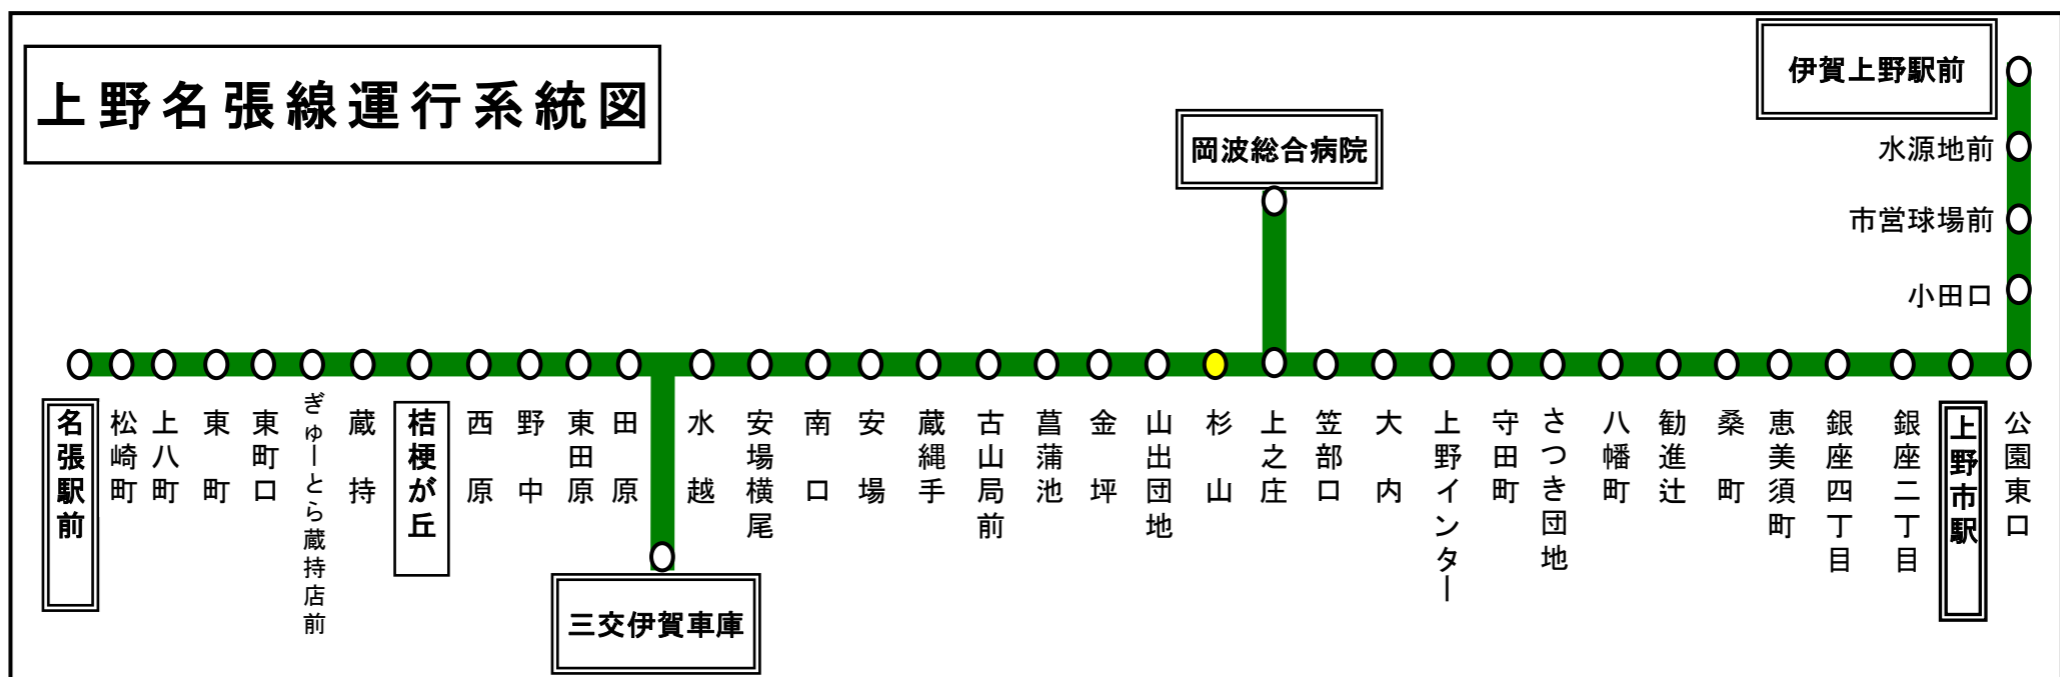 上野名張線運行系統図
伊賀上野駅前
岡波総合病院
水源地前
市営球場前
小田口
名張駅前
松崎町
上八町
東町
東町口
ぎゅーとら蔵持店前
蔵持
桔梗が丘
西原
野中
東田原
田原
三交伊賀車庫
水越
安場横尾
南口
安場
蔵縄手
古山局前
菖蒲池
金坪
山出団地
杉山
上之庄
笠部口
大内
上野インター
守田町
さつき団地
八幡町
勧進辻
桑町
恵美須町
銀座四丁目
銀座二丁目
上野市駅
公園東口